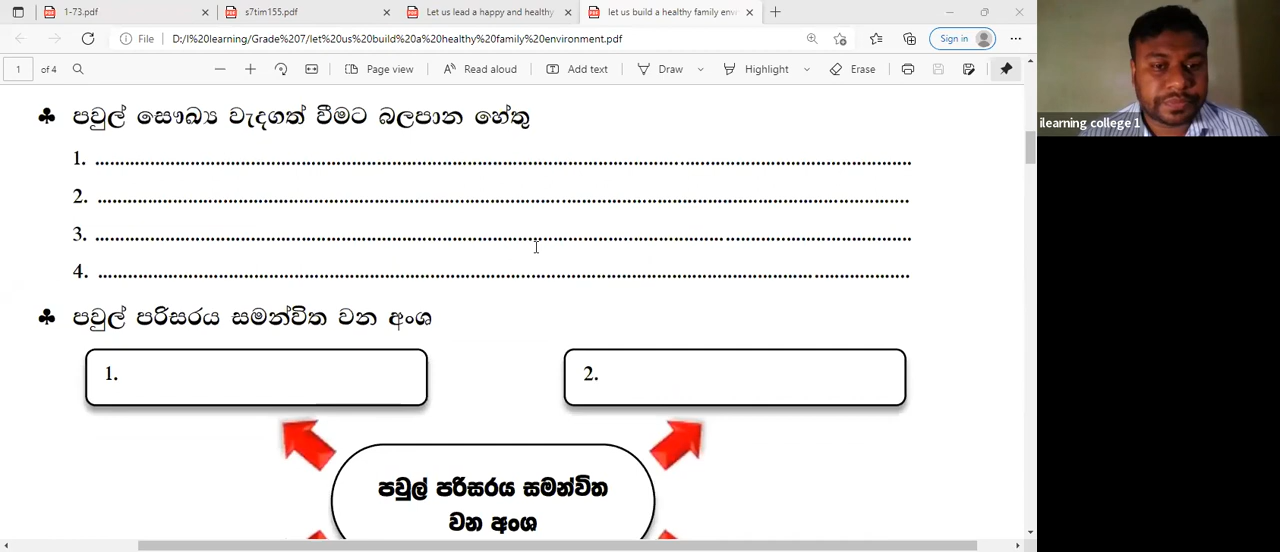 1-73.pdf
s7tim155.pdf
Let us lead a happy and healthy
let us build a healthy family envi
File
D:/I%20learning/Grade%207/let%20us%20build%20a%20healthy%20family%20environment.pdf
Sign in
1
of 4
Page view
Read aloud
Add text
Draw
Highlight
Erase
ilearning college 1
♣ පවුල් සෞඛ්‍ය වැදගත් වීමට බලපාන හේතු
1. ........................................
2. ........................................
3. ........................................
4. ........................................
♣ පවුල් පරිසරය සමන්විත වන අංශ
1.
2.
පවුල් පරිසරය සමන්විත
වන අංශ